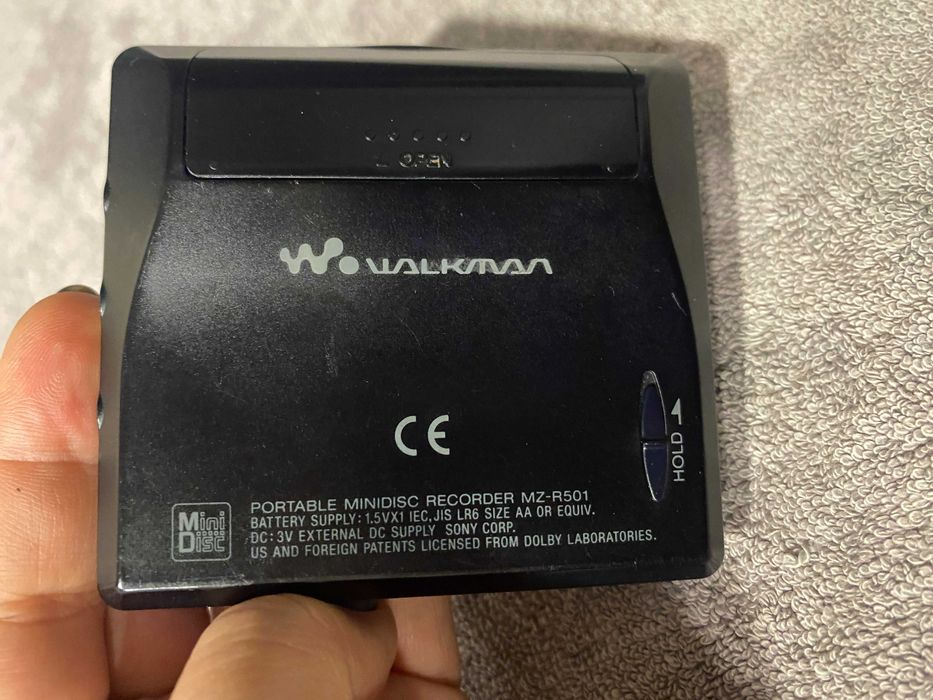 OPEN
W. WALKMAN
CE
HOLD
Mini
Disc
PORTABLE MINIDISC RECORDER MZ-R501
BATTERY SUPPLY: 1.5VX1 IEC, JIS LR6 SIZE AA OR EQUIV.
DC: 3V EXTERNAL DC SUPPLY SONY CORP.
US AND FOREIGN PATENTS LICENSED FROM DOLBY LABORATORIES.